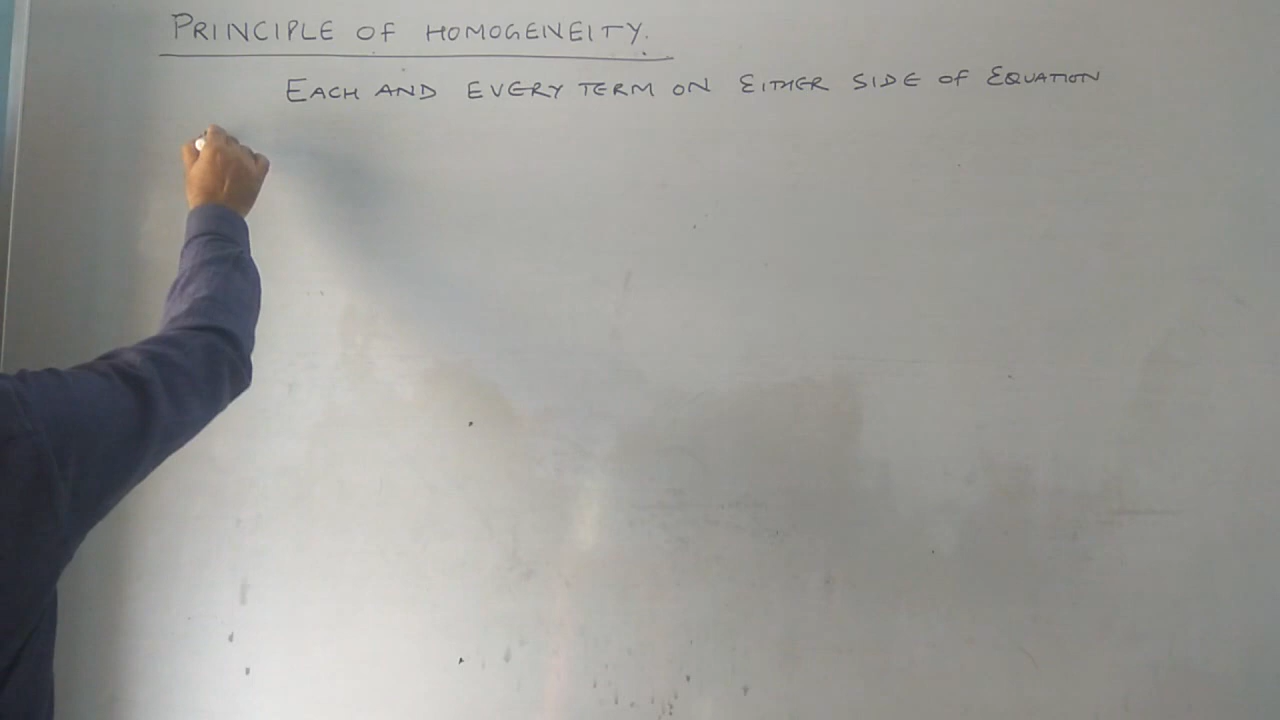 PRINCIPLE OF HOMOGENEITY.
EACH AND EVERY TERM ON EITHER SIDE OF EQUATION